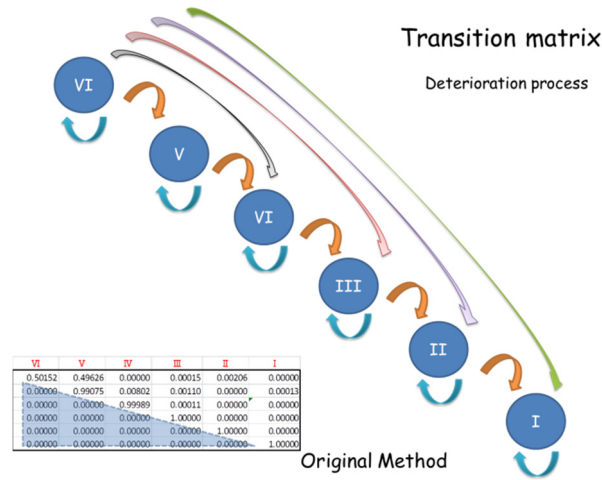 Transition matrix
Deterioration process
VI
V
VI
III
II
I
VI V IV III II I
0.50152 0.49626 0.00000 0.00015 0.00206 0.00000
0.00000 0.99075 0.00802 0.00110 0.00000 0.00013
0.00000 0.00000 0.99989 0.00011 0.00000 0.00000
0.00000 0.00000 0.00000 1.00000 0.00000 0.00000
0.00000 0.00000 0.00000 0.00000 1.00000 0.00000
0.00000 0.00000 0.00000 0.00000 0.00000 1.00000
Original Method